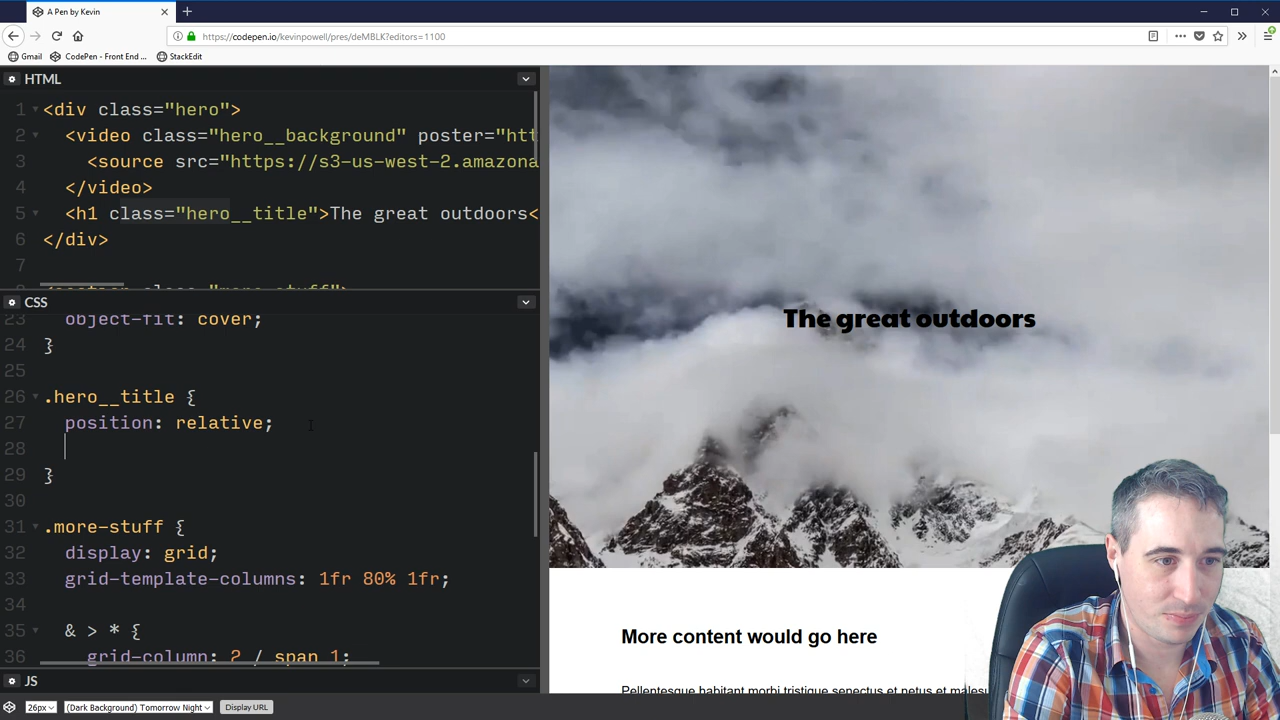 A Pen by Kevin
https://codepen.io/kevinpowell/pres/deMBLK?editors=1100
Gmail
CodePen - Front End ...
StackEdit
HTML
1 <div class="hero">
2 <video class="hero__background" poster="htt
3 <source src="https://s3-us-west-2.amazona
4 </video>
5 <h1 class="hero__title">The great outdoors<
6 </div>
7
CSS
23 object-fit: cover;
24 }
25
26 .hero__title {
27 position: relative;
28
29 }
30
31 .more-stuff {
32 display: grid;
33 grid-template-columns: 1fr 80% 1fr;
34
35 & > * {
36 grid-column: 2 / span 1;
JS
26px
(Dark Background) Tomorrow Night
Display URL
The great outdoors
More content would go here
Pellentesque habitant morbi tristique senectus et netus et malesu